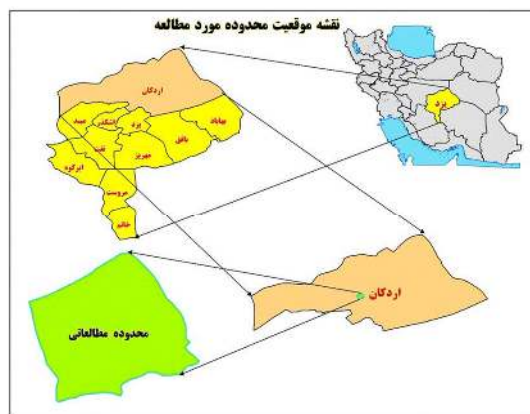 نقشه موقعیت محدوده مورد مطالعه
یزد
اردکان
میبد
اشکذر
یزد
بافق
بهاباد
تفت
مهریز
ابرکوه
مروست
خاتم
اردکان
محدوده مطالعاتی